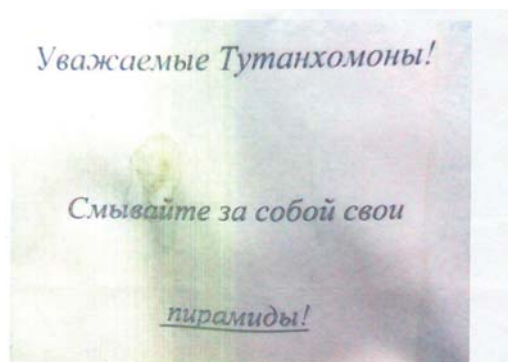 Уважаемые Тутанхомоны!
Смывайте за собой свои
пирамиды!